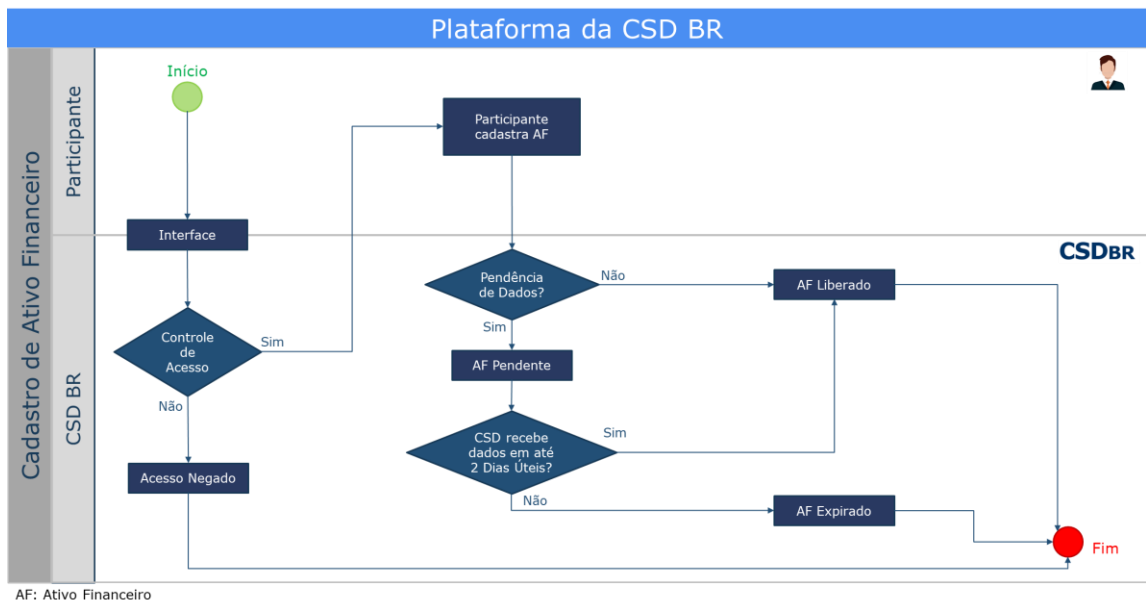 Plataforma da CSD BR
Cadastro de Ativo Financeiro
Participante
CSD BR
Início
Interface
Controle
de
Acesso
Sim
Não
Acesso Negado
Participante
cadastra AF
Pendência
de Dados?
Não
Sim
AF Pendente
CSD recebe
dados em até
2 Dias Úteis?
Sim
Não
CSDBR
AF Liberado
AF Expirado
Fim
AF: Ativo Financeiro